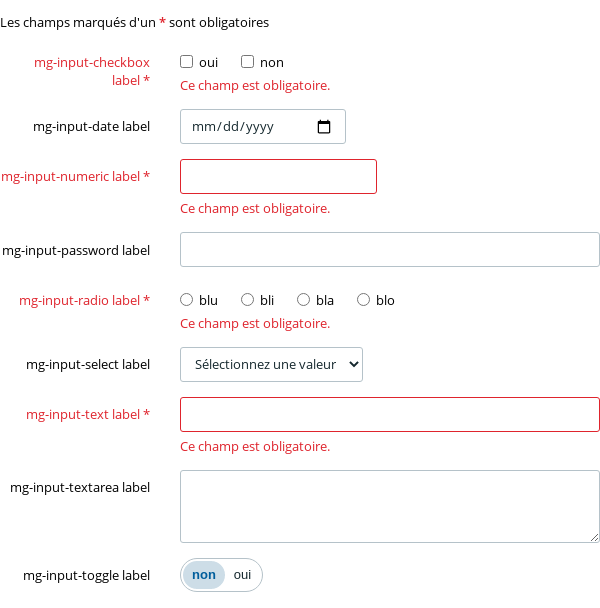 Les champs marqués d'un * sont obligatoires
mg-input-checkbox label * oui non
Ce champ est obligatoire.
mg-input-date label mm/dd/yyyy
mg-input-numeric label *
Ce champ est obligatoire.
mg-input-password label
mg-input-radio label * blu bli bla blo
Ce champ est obligatoire.
mg-input-select label Sélectionnez une valeur
mg-input-text label *
Ce champ est obligatoire.
mg-input-textarea label
mg-input-toggle label non oui